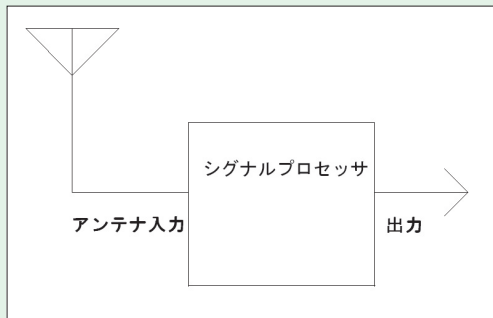 シグナルプロセッサ
アンテナ入力
出力